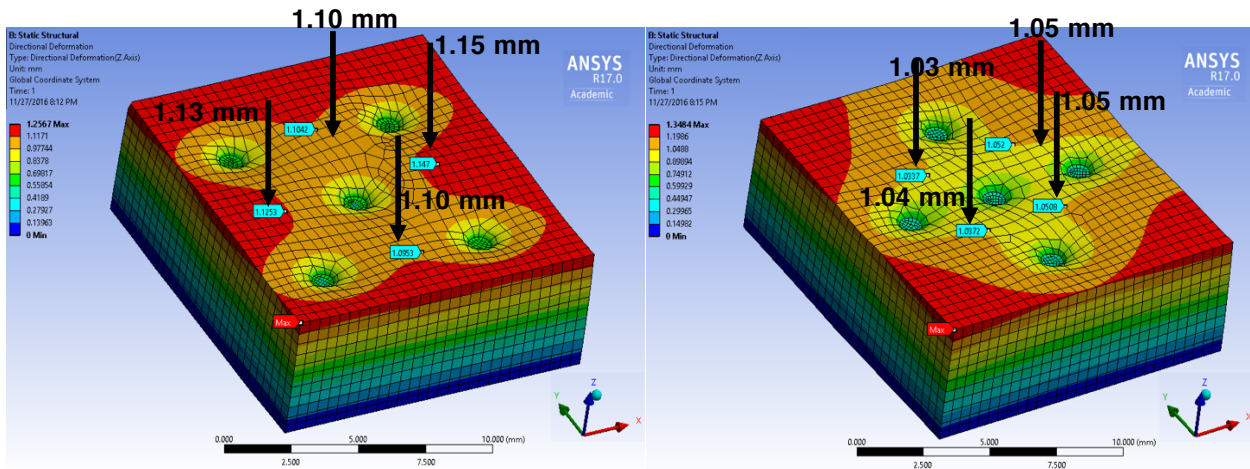 1.10 mm
1.15 mm
1.13 mm
1.10 mm
B: Static Structural
Directional Deformation
Type: Directional Deformation(Z Axis)
Unit: mm
Global Coordinate System
Time: 1
11/27/2016 8:12 PM
ANSYS
R17.0
Academic
1.2567 Max
1.1171
0.97744
0.8378
0.69817
0.55854
0.4189
0.27927
0.13963
0 Min
1.1042
1.147
1.1253
1.0953
Max
Z
Y
X
0.000
5.000
10.000 (mm)
2.500
7.500
1.05 mm
1.03 mm
1.05 mm
1.04 mm
B: Static Structural
Directional Deformation
Type: Directional Deformation(Z Axis)
Unit: mm
Global Coordinate System
Time: 1
11/27/2016 8:15 PM
ANSYS
R17.0
Academic
1.3484 Max
1.1986
1.0488
0.89894
0.74912
0.59929
0.44947
0.29965
0.14982
0 Min
1.052
1.0337
1.0508
1.0372
Max
Z
Y
X
0.000
5.000
10.000 (mm)
2.500
7.500